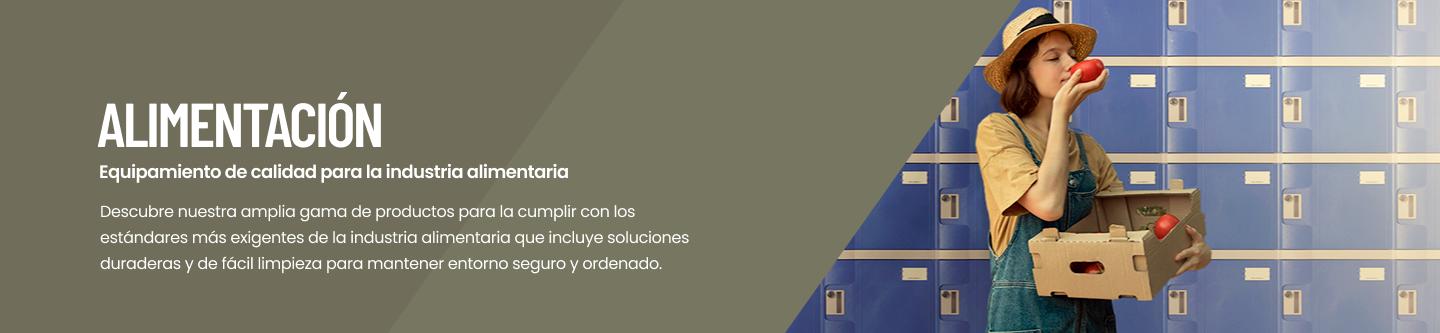 ALIMENTACIÓN
Equipamiento de calidad para la industria alimentaria
Descubre nuestra amplia gama de productos para la cumplir con los
estándares más exigentes de la industria alimentaria que incluye soluciones
duraderas y de fácil limpieza para mantener entorno seguro y ordenado.